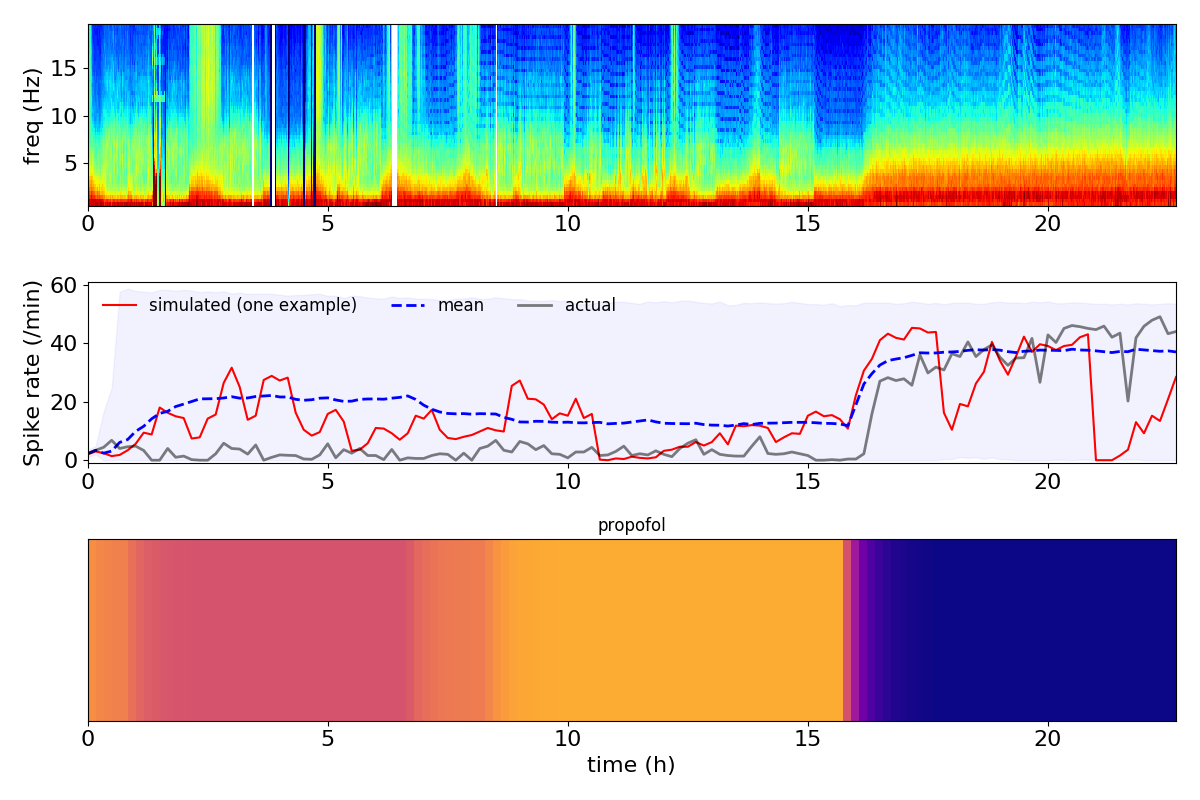 freq (Hz)
15
10
5
0 5 10 15 20
Spike rate (/min)
60
40
20
0
simulated (one example) mean actual
0 5 10 15 20
propofol
0 5 10 15 20
time (h)